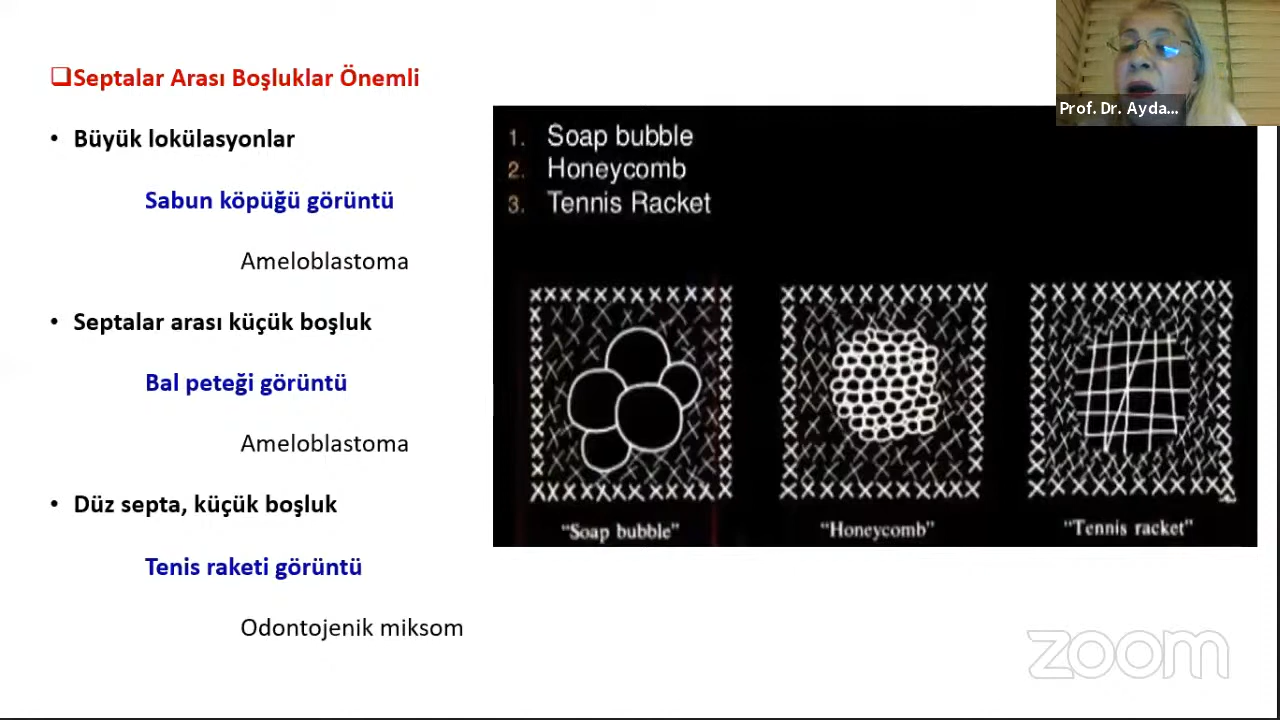 Septalar Arası Boşluklar Önemli
• Büyük lokülasyonlar
Sabun köpüğü görüntü
Ameloblastoma
• Septalar arası küçük boşluk
Bal peteği görüntü
Ameloblastoma
• Düz septa, küçük boşluk
Tenis raketi görüntü
Odontojenik miksom
1. Soap bubble
2. Honeycomb
3. Tennis Racket
“Soap bubble”
“Honeycomb”
“Tennis racket”
Prof. Dr. Ayda...
zoom